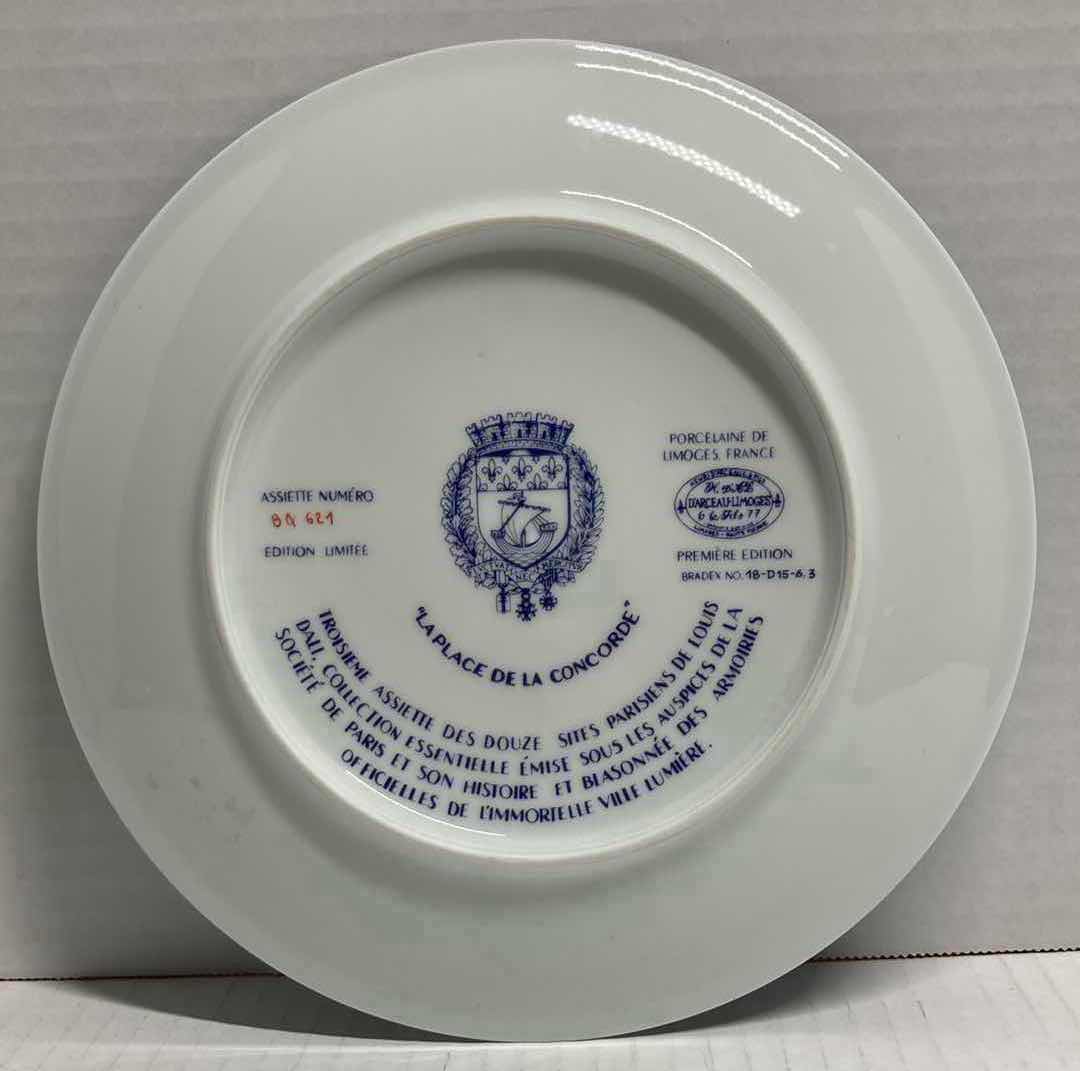 ASSIETTE NUMÉRO
BQ 621
EDITION LIMITÉE
PORCELAINE DE
LIMOGES, FRANCE
D'ARCEAU-LIMOGES
& Fils 77
PREMIÈRE EDITION
BRADEX NO. 18-D15-6.3
"LA PLACE DE LA CONCORDE"
TROISIEME ASSIETTE DES DOUZE SITES PARISIENS DE LOUIS
DALI, COLLECTION ESSENTIELLE ÉMISE SOUS LES AUSPICES DE LA
SOCIÉTÉ DE PARIS ET SON HISTOIRE ET BLASONNÉE DES ARMOIRIES
OFFICIELLES DE L'IMMORTELLE VILLE LUMIÈRE.